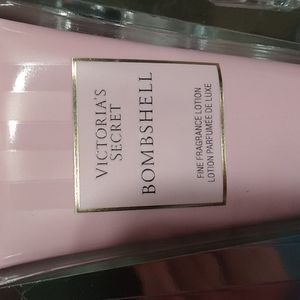 VICTORIA'S
SECRET
BOMBSHELL
FINE FRAGRANCE LOTION
LOTION PARFUMÉE DE LUXE